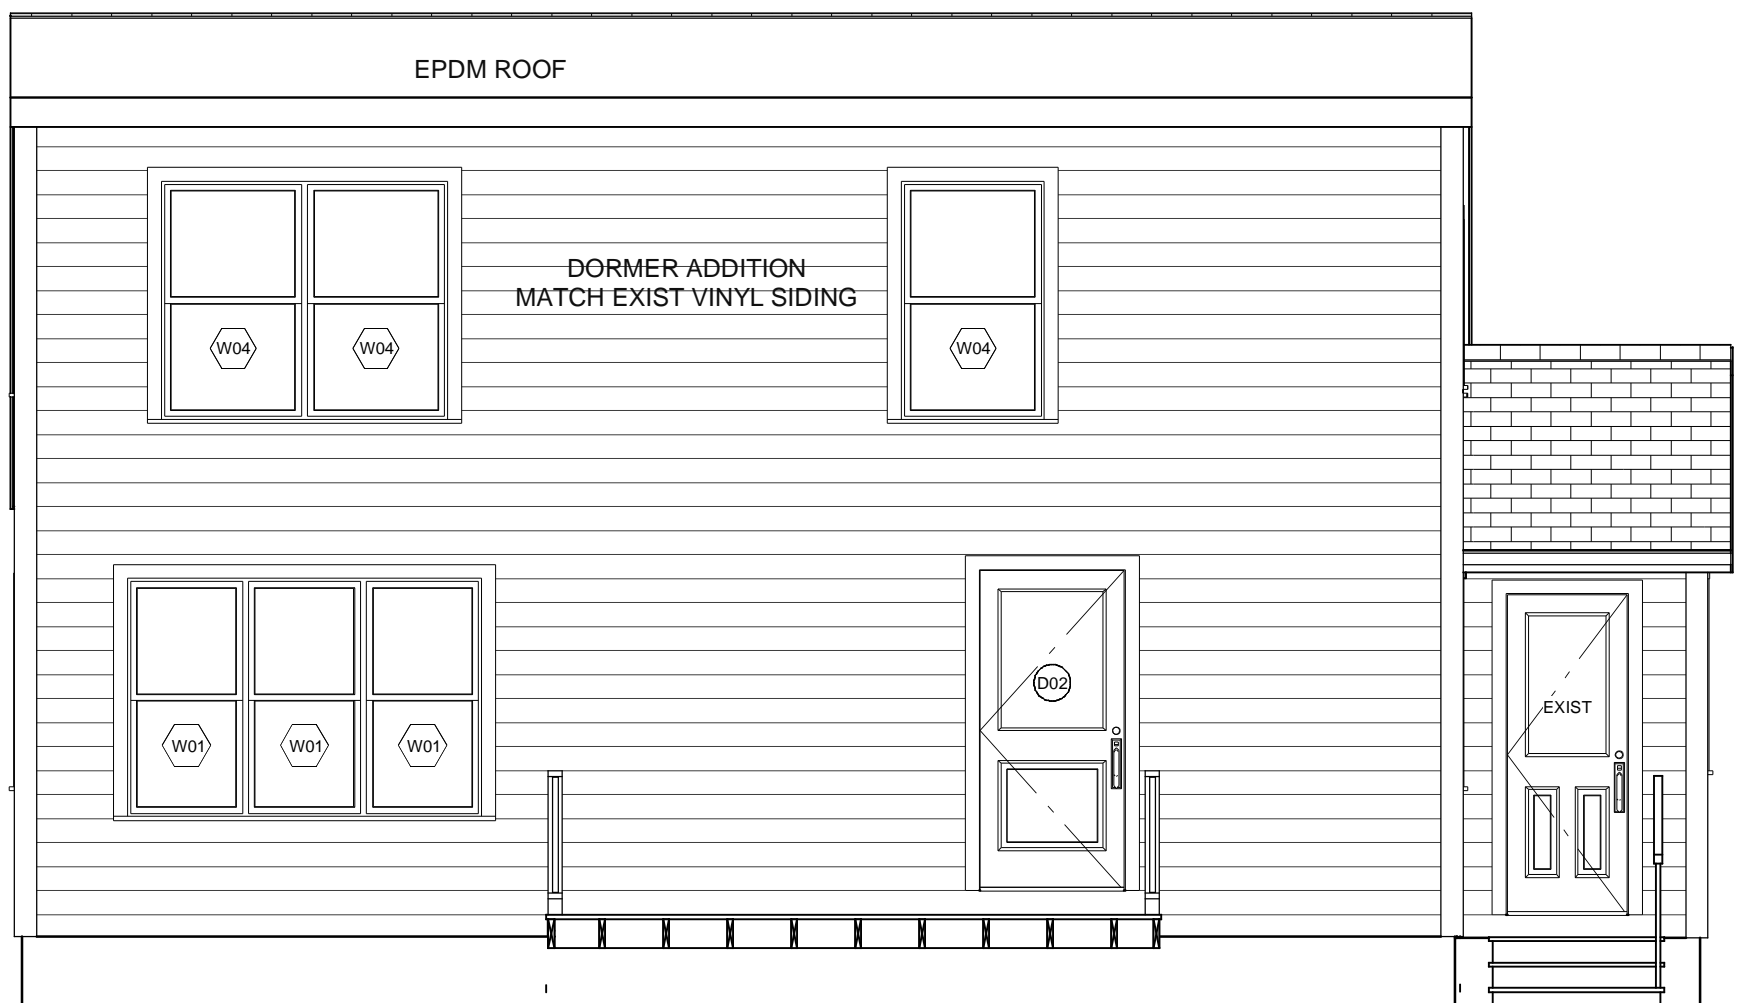 EPDM ROOF
DORMER ADDITION
MATCH EXIST VINYL SIDING
W04
W04
W04
D02
EXIST
W01
W01
W01